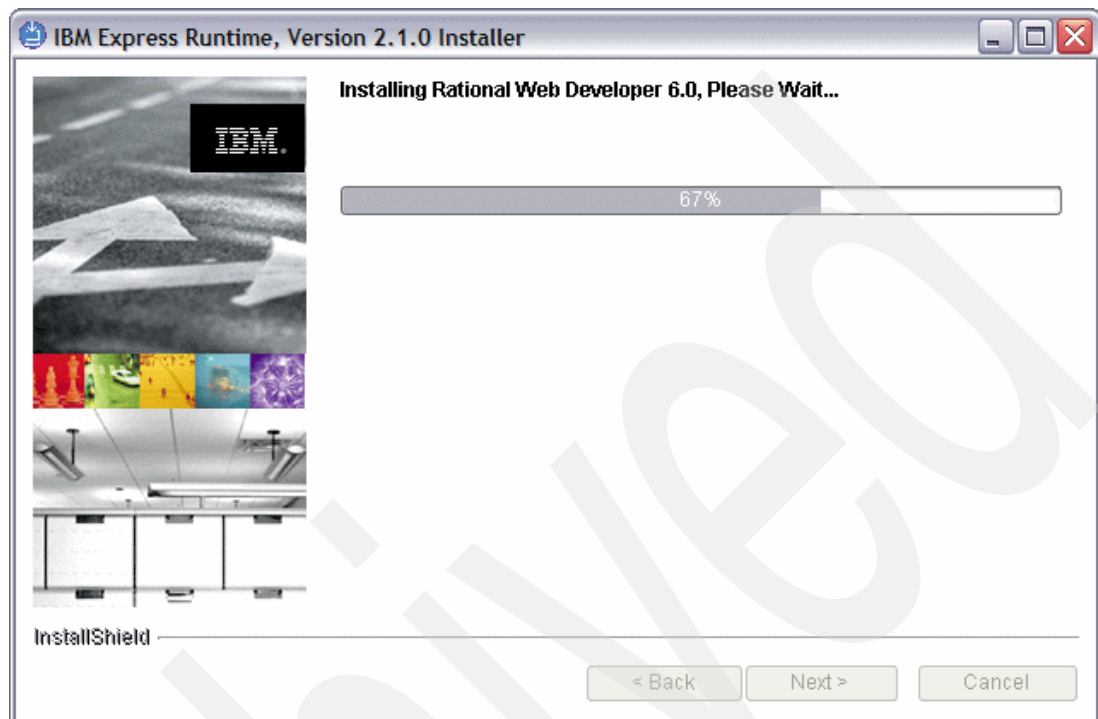 IBM Express Runtime, Version 2.1.0 Installer
Installing Rational Web Developer 6.0, Please Wait...
IBM.
67%
InstallShield
< Back
Next >
Cancel
hived